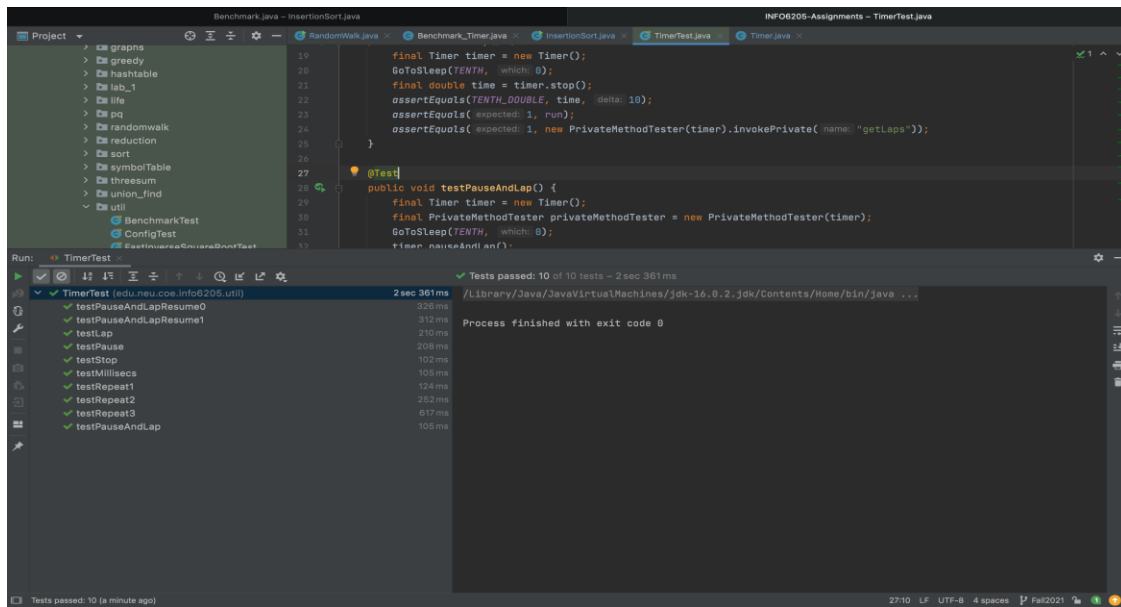 Benchmark.java – InsertionSort.java
INFO6205-Assignments – TimerTest.java
Project
RandomWalk.java
Benchmark_Timer.java
InsertionSort.java
TimerTest.java
Timer.java
graphs
greedy
hashtable
lab_1
life
pq
randomwalk
reduction
sort
symbolTable
threesum
union_find
util
BenchmarkTest
ConfigTest
FastInverseSquareRootTest
1
19 final Timer timer = new Timer();
20 GoToSleep(TENTH, which: 0);
21 final double time = timer.stop();
22 assertEquals(TENTH_DOUBLE, time, delta: 10);
23 assertEquals( expected: 1, run);
24 assertEquals( expected: 1, new PrivateMethodTester(timer).invokePrivate( name: "getLaps"));
25 }
26
27 @Test
28 public void testPauseAndLap() {
29 final Timer timer = new Timer();
30 final PrivateMethodTester privateMethodTester = new PrivateMethodTester(timer);
31 GoToSleep(TENTH, which: 0);
32 timer.pauseAndLap();
Run: TimerTest
Tests passed: 10 of 10 tests – 2 sec 361 ms
TimerTest (edu.neu.coe.info6205.util) 2 sec 361 ms
testPauseAndLapResume0 326 ms
testPauseAndLapResume1 312 ms
testLap 210 ms
testPause 208 ms
testStop 102 ms
testMillisecs 105 ms
testRepeat1 124 ms
testRepeat2 252 ms
testRepeat3 617 ms
testPauseAndLap 105 ms
/Library/Java/JavaVirtualMachines/jdk-16.0.2.jdk/Contents/Home/bin/java ...
Process finished with exit code 0
Tests passed: 10 (a minute ago)
27:10 LF UTF-8 4 spaces Fall2021 1